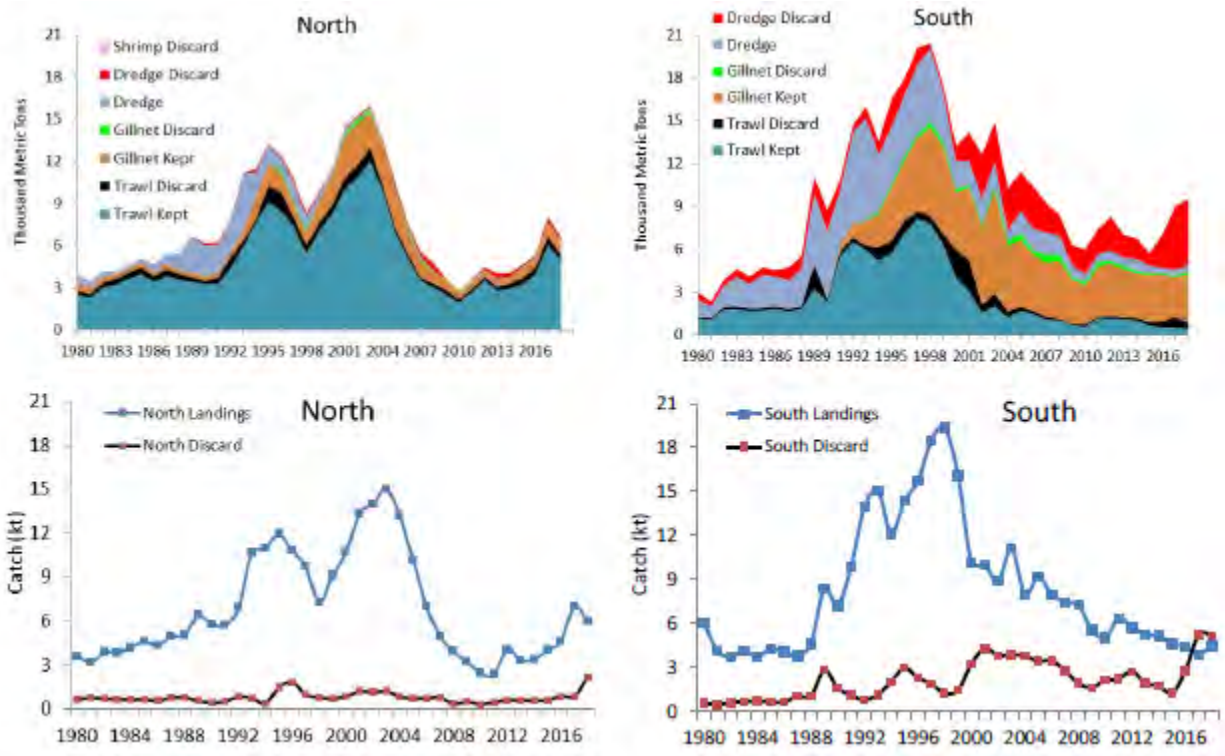 North
21
18
15
12
9
6
3
0
Thousand Metric Tons
Shrimp Discard
Dredge Discard
Dredge
Gillnet Discard
Gillnet Kept
Trawl Discard
Trawl Kept
1980 1983 1986 1989 1992 1995 1998 2001 2004 2007 2010 2013 2016
South
21
18
15
12
9
6
3
0
Thousand Metric Tons
Dredge Discard
Dredge
Gillnet Discard
Gillnet Kept
Trawl Discard
Trawl Kept
1980 1983 1986 1989 1992 1995 1998 2001 2004 2007 2010 2013 2016
North
21
18
15
12
9
6
3
0
Catch (kt)
North Landings
North Discard
1980 1984 1988 1992 1996 2000 2004 2008 2012 2016
South
21
18
15
12
9
6
3
0
Catch (kt)
South Landings
South Discard
1980 1984 1988 1992 1996 2000 2004 2008 2012 2016